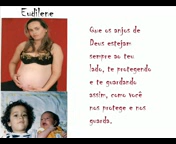 Eudilene
Que os anjos de
Deus estejam
sempre ao teu
lado, te protegendo
e te guardando
assim, como você
nos protege e nos
guarda.